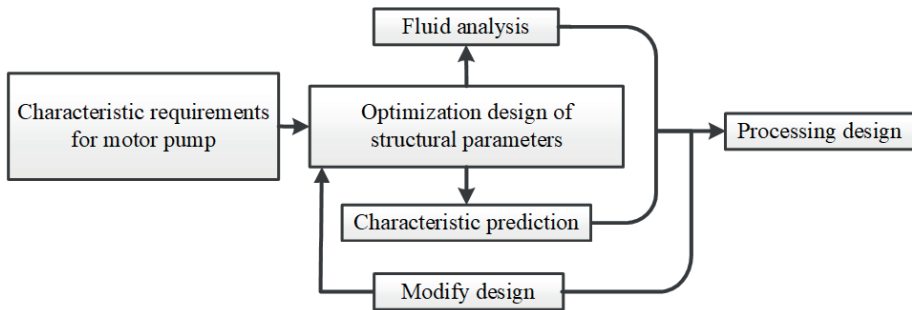 Fluid analysis
Characteristic requirements
for motor pump
Optimization design of
structural parameters
Processing design
Characteristic prediction
Modify design